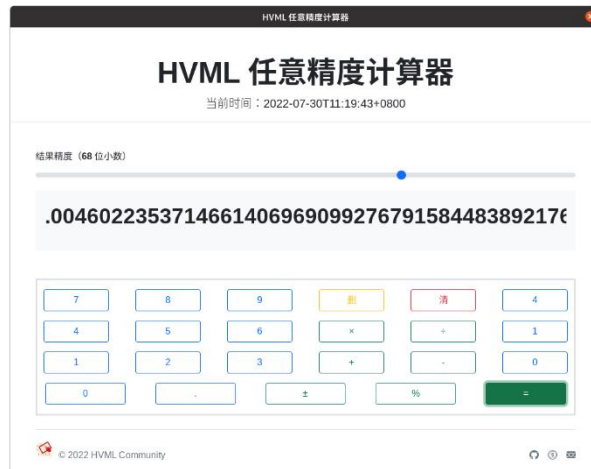 HVML 任意精度计算器
HVML 任意精度计算器
当前时间：2022-07-30T11:19:43+0800
结果精度（68 位小数）
.0046022353714661406969099276791584483892176
7 8 9 删 清 4
4 5 6 × ÷ 1
1 2 3 + - 0
0 . ± % =
© 2022 HVML Community